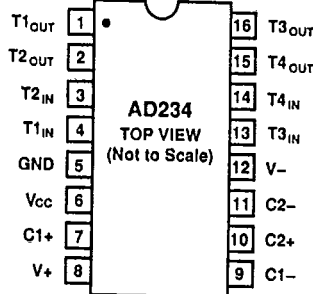 T1OUT 1
T2OUT 2
T2IN 3
T1IN 4
GND 5
VCC 6
C1+ 7
V+ 8
AD234
TOP VIEW
(Not to Scale)
16 T3OUT
15 T4OUT
14 T4IN
13 T3IN
12 V−
11 C2−
10 C2+
9 C1−